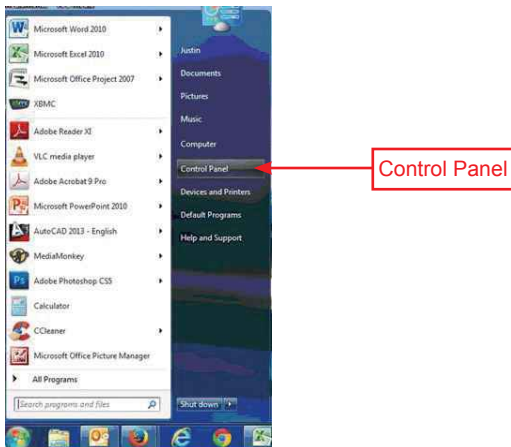 Microsoft Word 2010
Microsoft Excel 2010
Microsoft Office Project 2007
XBMC
Adobe Reader XI
VLC media player
Adobe Acrobat 9 Pro
Microsoft PowerPoint 2010
AutoCAD 2013 - English
MediaMonkey
Adobe Photoshop CS5
Calculator
CCleaner
Microsoft Office Picture Manager
All Programs
Search programs and files
Justin
Documents
Pictures
Music
Computer
Control Panel
Devices and Printers
Default Programs
Help and Support
Shut down
Control Panel